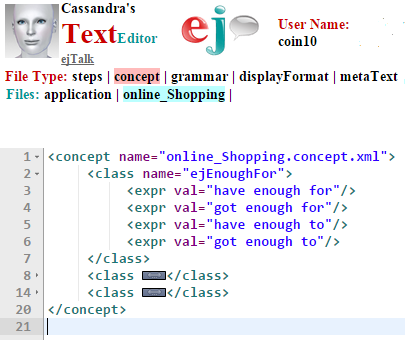 Cassandra's
Text Editor
ejTalk
ej
User Name:
coin10
File Type: steps | concept | grammar | displayFormat | metaText
Files: application | online_Shopping |
1 <concept name="online_Shopping.concept.xml">
2 <class name="ejEnoughFor">
3 <expr val="have enough for"/>
4 <expr val="got enough for"/>
5 <expr val="have enough to"/>
6 <expr val="got enough to"/>
7 </class>
8 <class </class>
14 <class </class>
20 </concept>
21